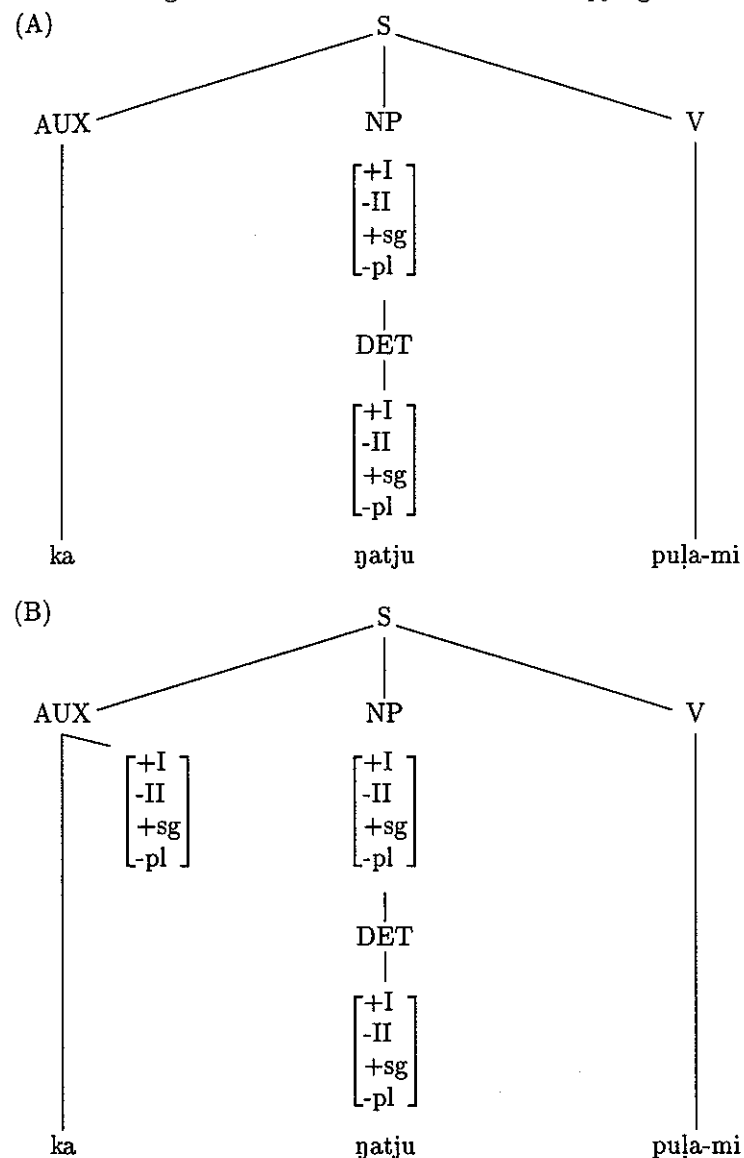 (A)
S
AUX NP V
[+I
-II
+sg
-pl]
DET
[+I
-II
+sg
-pl]
ka ŋatju puḷa-mi
(B)
S
AUX NP V
[+I [+I
-II -II
+sg +sg
-pl] -pl]
DET
[+I
-II
+sg
-pl]
ka ŋatju puḷa-mi